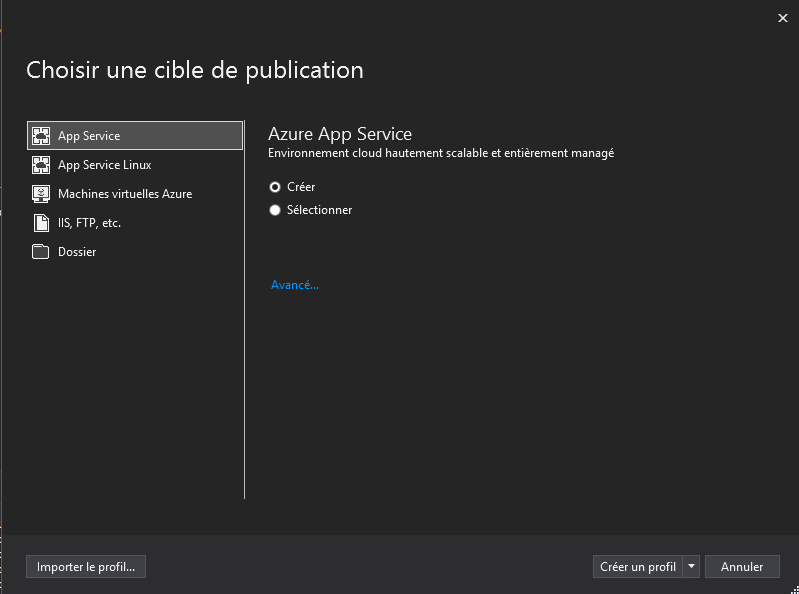 Choisir une cible de publication
App Service
App Service Linux
Machines virtuelles Azure
IIS, FTP, etc.
Dossier
Azure App Service
Environnement cloud hautement scalable et entièrement managé
Créer
Sélectionner
Avancé...
Importer le profil...
Créer un profil
Annuler